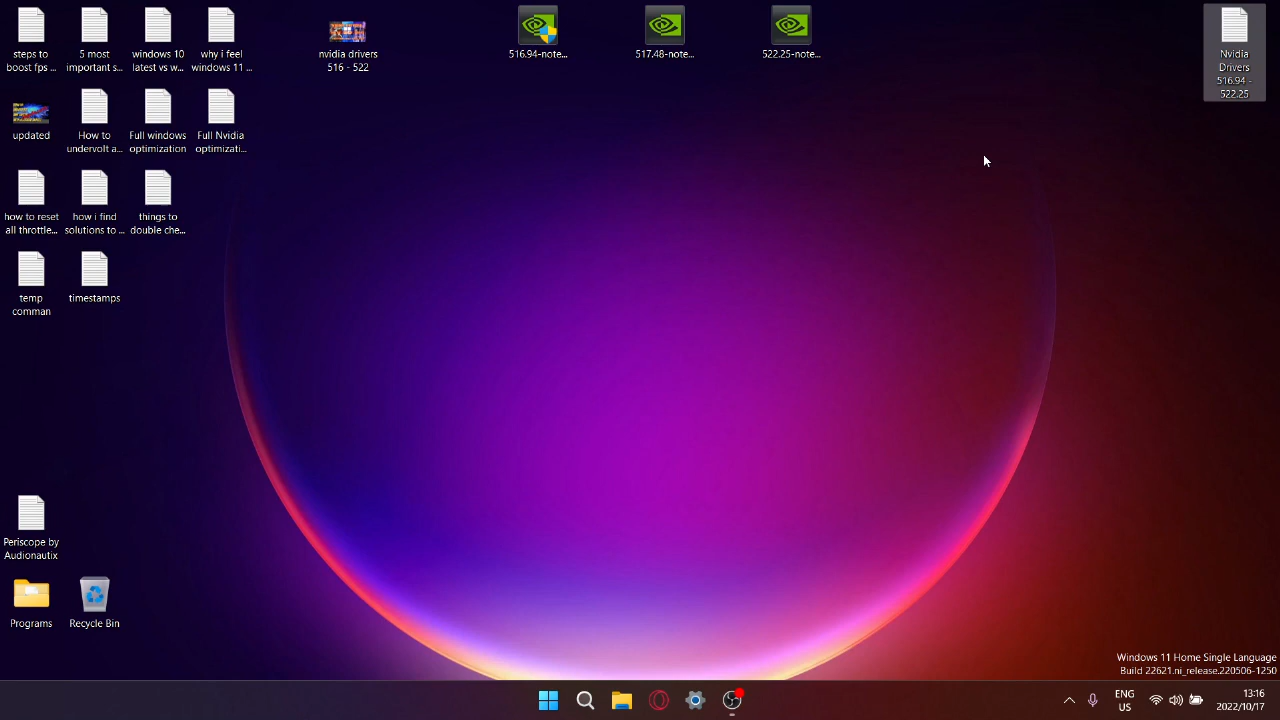 steps to
boost fps ...
5 most
important s...
windows 10
latest vs w...
why i feel
windows 11 ...
nvidia drivers
516 - 522
516.94-note...
517.48-note...
522.25-note...
Nvidia
Drivers
516.94 -
522.25
updated
How to
undervolt a...
Full windows
optimization
Full Nvidia
optimizati...
how to reset
all throttle...
how i find
solutions to ...
things to
double che...
temp
comman
timestamps
Periscope by
Audionautix
Programs
Recycle Bin
Windows 11 Home Single Language
Build 22621.ni_release.220506-1250
ENG
US
13:16
2022/10/17